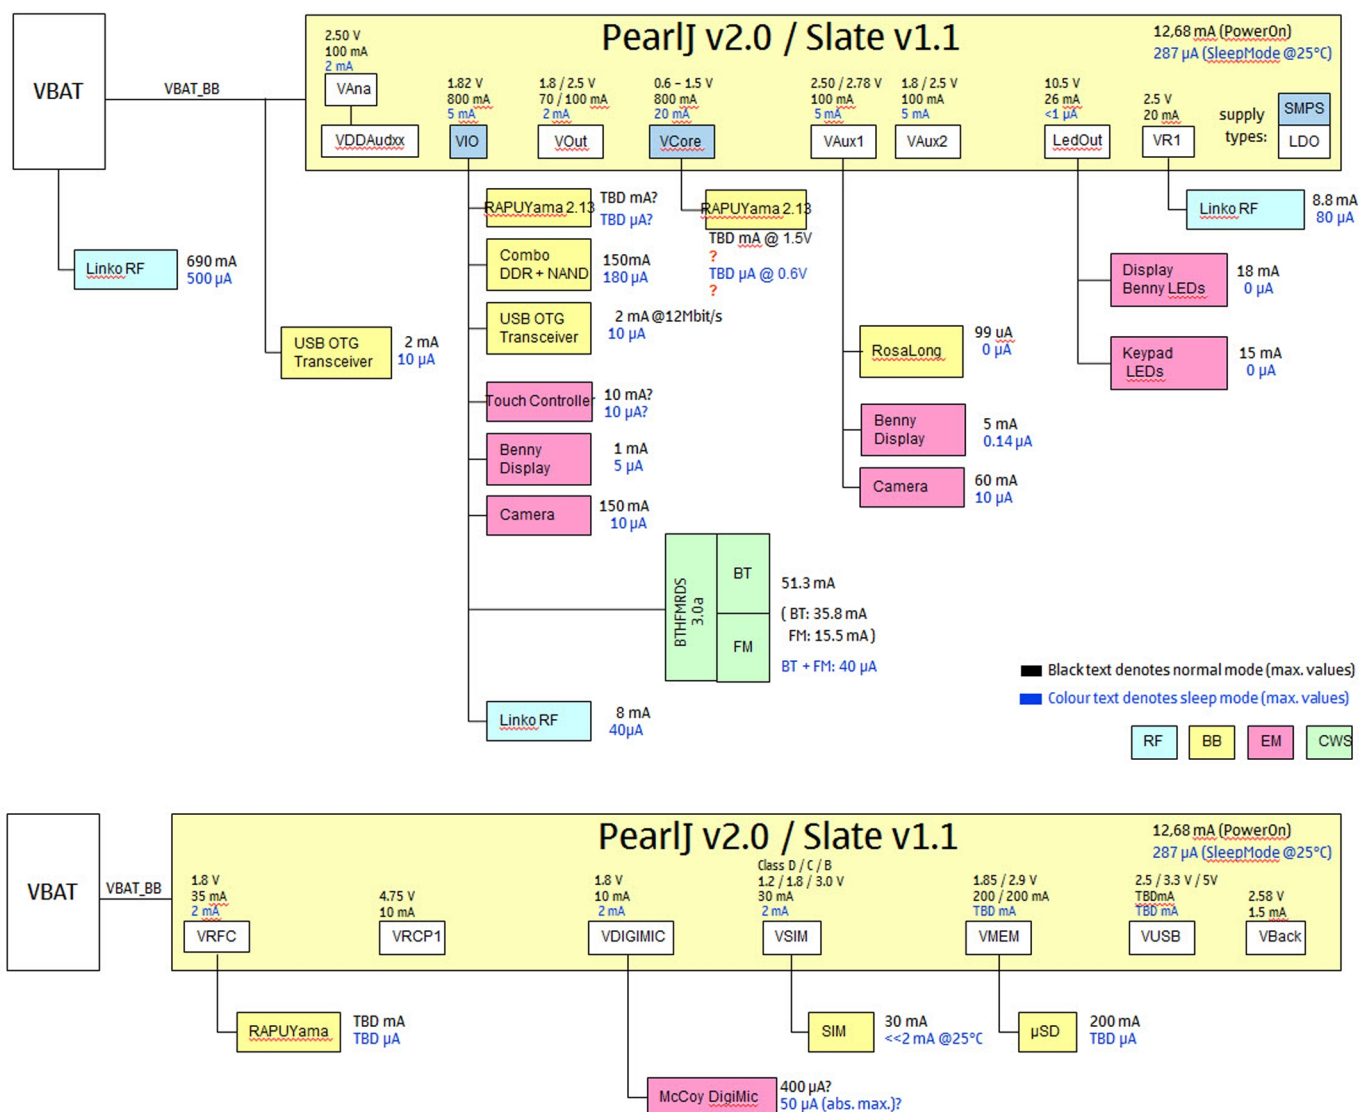 VBAT
VBAT_BB
PearlJ v2.0 / Slate v1.1
12,68 mA (PowerOn)
287 µA (SleepMode @25°C)
2.50 V
100 mA
2 mA
VAna
VDDAudxx
1.82 V
800 mA
5 mA
VIO
1.8 / 2.5 V
70 / 100 mA
2 mA
VOut
0.6 – 1.5 V
800 mA
20 mA
VCore
2.50 / 2.78 V
100 mA
5 mA
VAux1
1.8 / 2.5 V
100 mA
5 mA
VAux2
10.5 V
26 mA
<1 µA
LedOut
2.5 V
20 mA
VR1
supply
types:
SMPS
LDO
Linko RF
690 mA
500 µA
USB OTG
Transceiver
2 mA
10 µA
RAPUYama 2.13
TBD mA?
TBD µA?
Combo
DDR + NAND
150mA
180 µA
USB OTG
Transceiver
2 mA @12Mbit/s
10 µA
Touch Controller
10 mA?
10 µA?
Benny
Display
1 mA
5 µA
Camera
150 mA
10 µA
BTHFMRDS
3.0a
BT
FM
51.3 mA
( BT: 35.8 mA
FM: 15.5 mA )
BT + FM: 40 µA
Linko RF
8 mA
40µA
RAPUYama 2.13
TBD mA @ 1.5V
?
TBD µA @ 0.6V
?
RosaLong
99 uA
0 µA
Benny
Display
5 mA
0.14 µA
Camera
60 mA
10 µA
Linko RF
8.8 mA
80 µA
Display
Benny LEDs
18 mA
0 µA
Keypad
LEDs
15 mA
0 µA
Black text denotes normal mode (max. values)
Colour text denotes sleep mode (max. values)
RF
BB
EM
CWS
VBAT
VBAT_BB
PearlJ v2.0 / Slate v1.1
12,68 mA (PowerOn)
287 µA (SleepMode @25°C)
1.8 V
35 mA
2 mA
VRFC
4.75 V
10 mA
VRCP1
1.8 V
10 mA
2 mA
VDIGIMIC
Class D / C / B
1.2 / 1.8 / 3.0 V
30 mA
2 mA
VSIM
1.85 / 2.9 V
200 / 200 mA
TBD mA
VMEM
2.5 / 3.3 V / 5V
TBDmA
TBD mA
VUSB
2.58 V
1.5 mA
VBack
RAPUYama
TBD mA
TBD µA
McCoy DigiMic
400 µA?
50 µA (abs. max.)?
SIM
30 mA
<<2 mA @25°C
µSD
200 mA
TBD µA